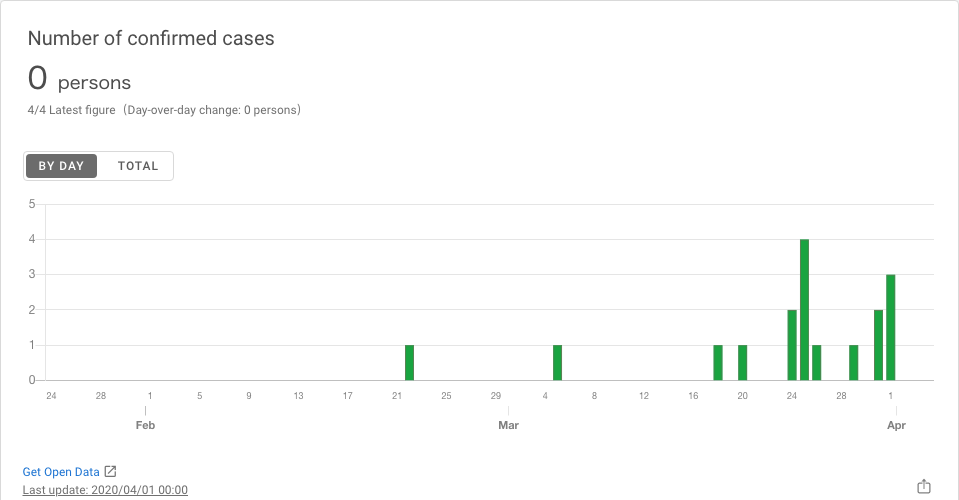 Number of confirmed cases
0 persons
4/4 Latest figure（Day-over-day change: 0 persons）
BY DAY TOTAL
5
4
3
2
1
0
24 28 1 5 9 13 17 21 25 29 4 8 12 16 20 24 28 1
Feb Mar Apr
Get Open Data
Last update: 2020/04/01 00:00